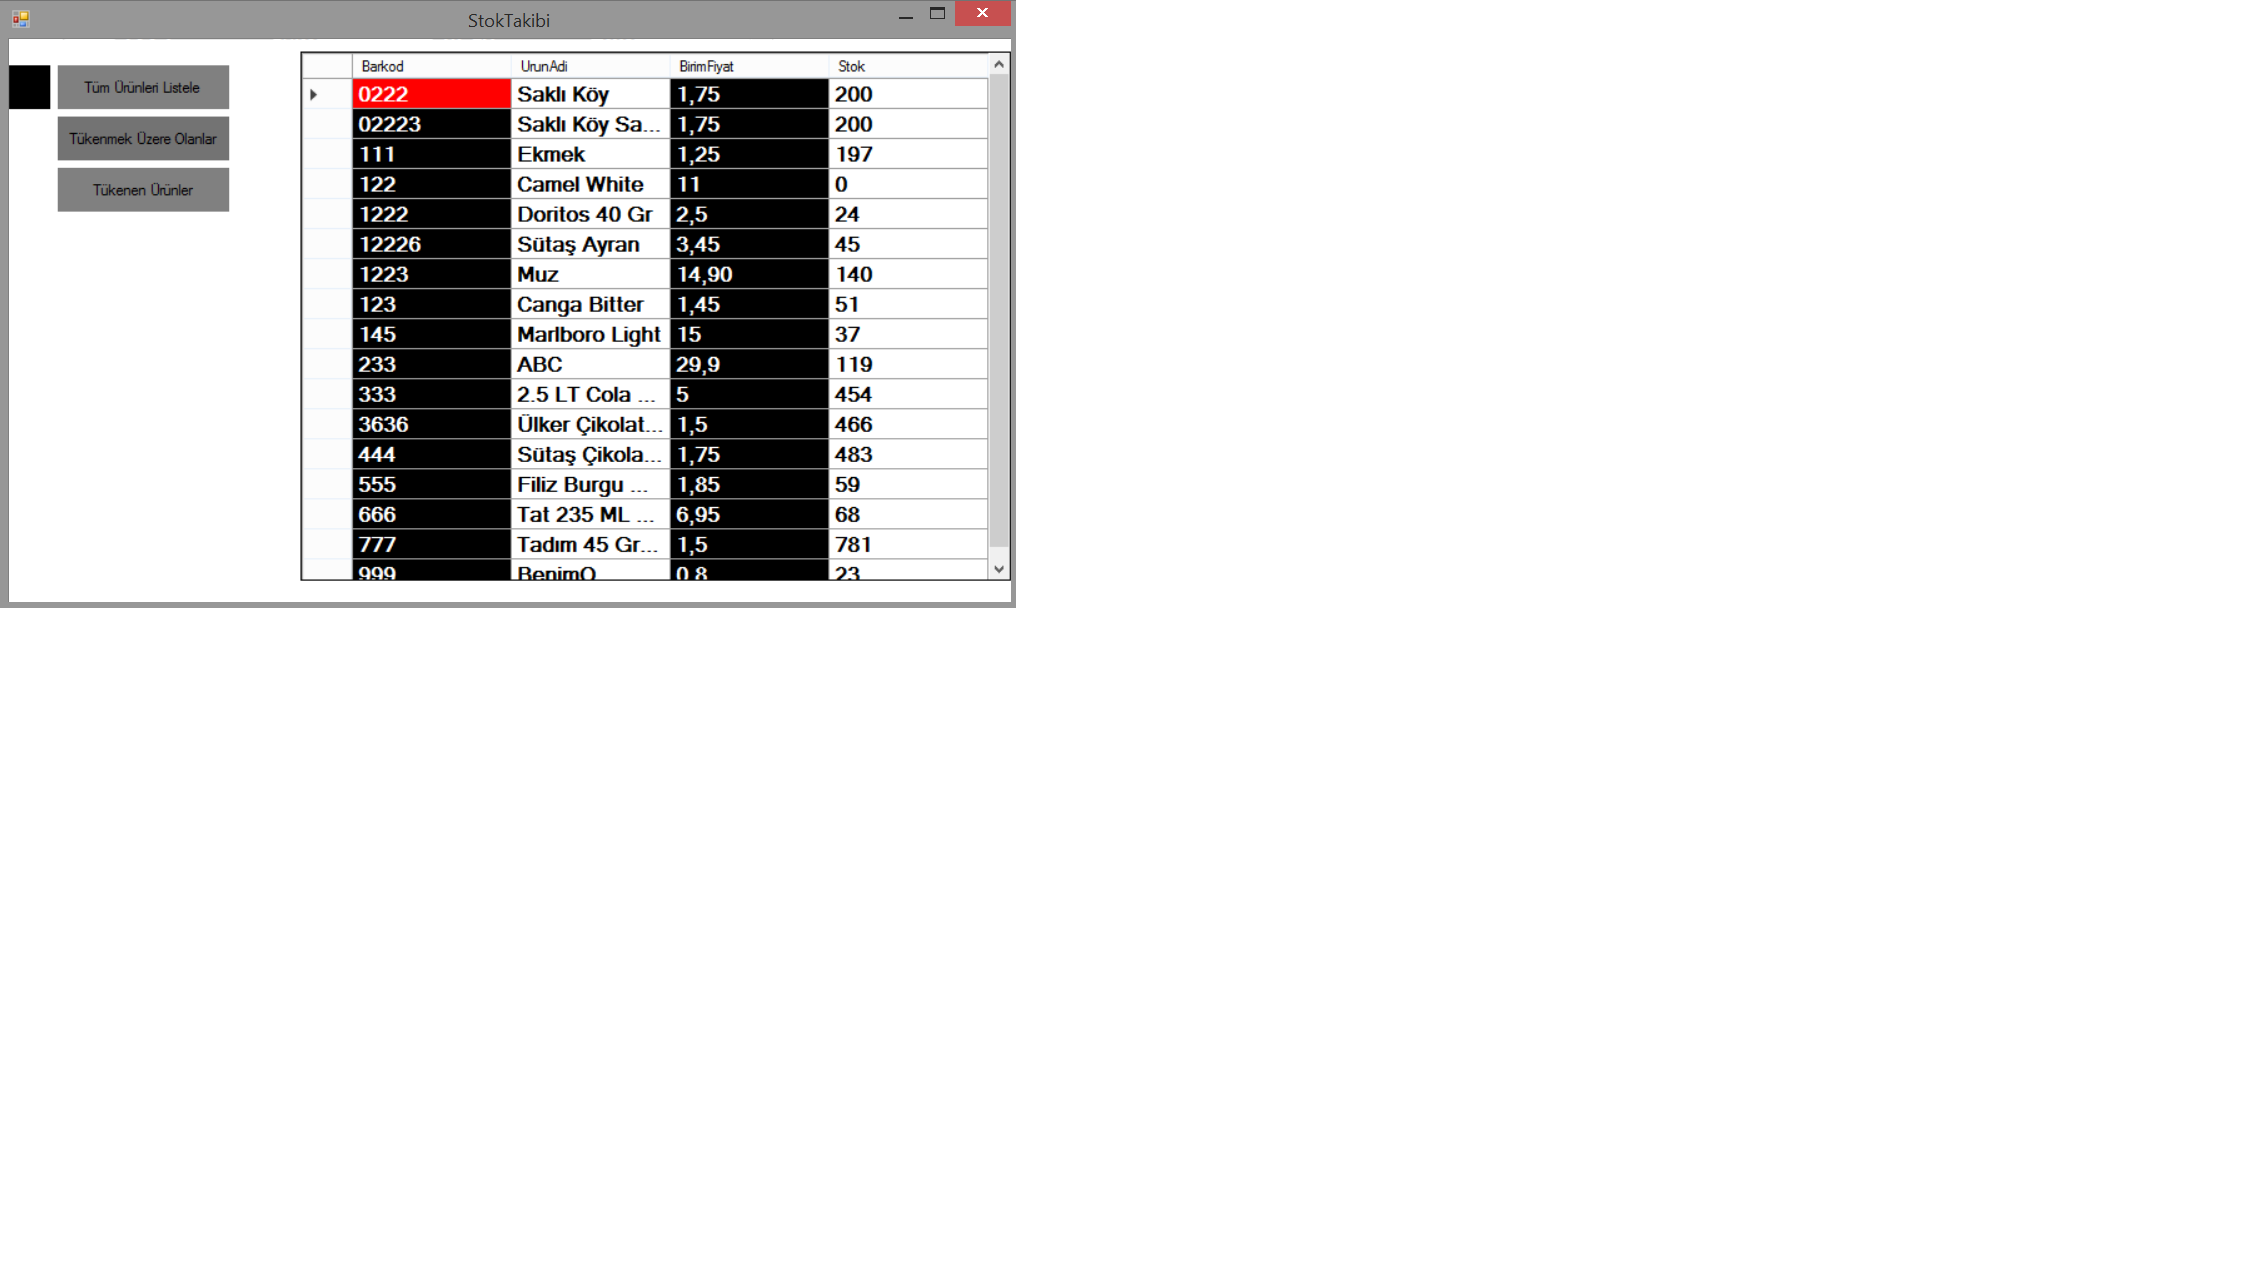 StokTakibi
Tüm Ürünleri Listele
Tükenmek Üzere Olanlar
Tükenen Ürünler
Barkod UrunAdi BirimFiyat Stok
0222 Saklı Köy 1,75 200
02223 Saklı Köy Sa... 1,75 200
111 Ekmek 1,25 197
122 Camel White 11 0
1222 Doritos 40 Gr 2,5 24
12226 Sütaş Ayran 3,45 45
1223 Muz 14,90 140
123 Canga Bitter 1,45 51
145 Marlboro Light 15 37
233 ABC 29,9 119
333 2.5 LT Cola ... 5 454
3636 Ülker Çikolat... 1,5 466
444 Sütaş Çikola... 1,75 483
555 Filiz Burgu ... 1,85 59
666 Tat 235 ML ... 6,95 68
777 Tadım 45 Gr... 1,5 781
999 BenimO 0,8 23